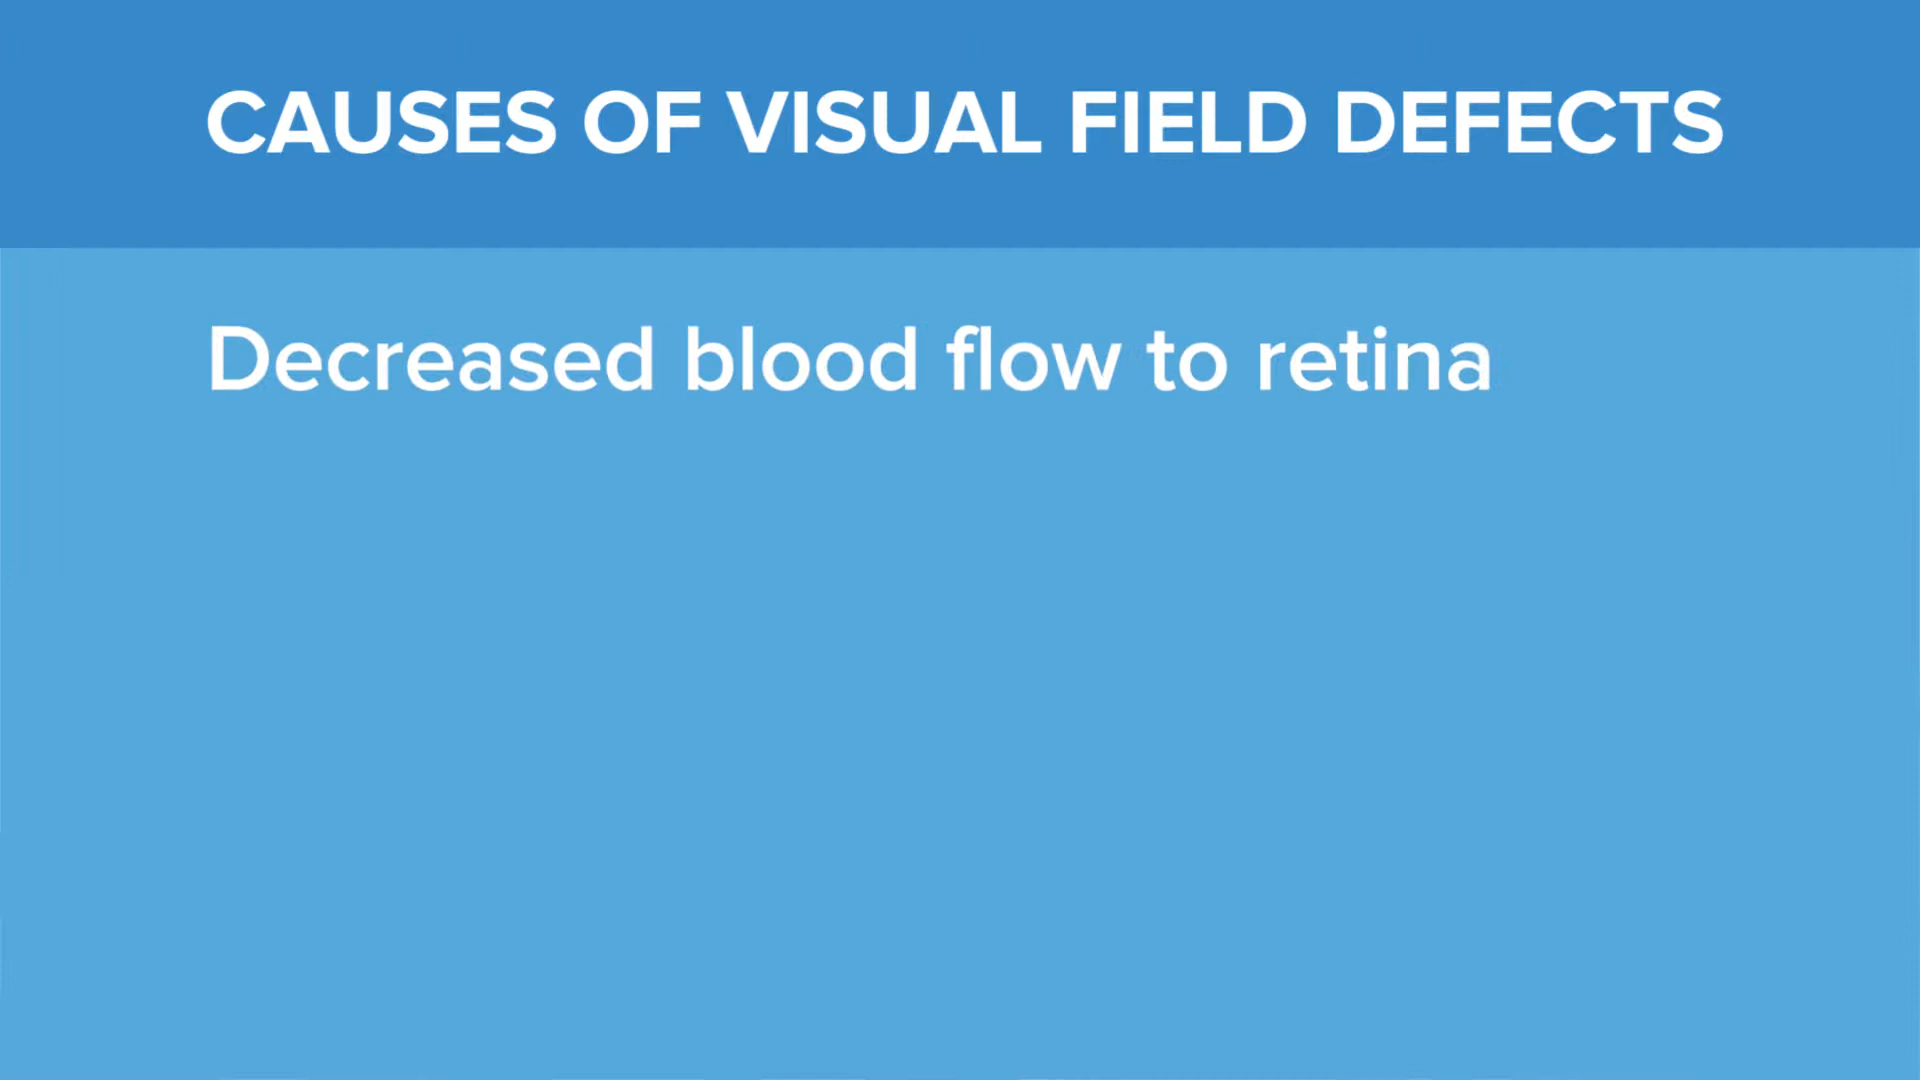 CAUSES OF VISUAL FIELD DEFECTS
Decreased blood flow to retina